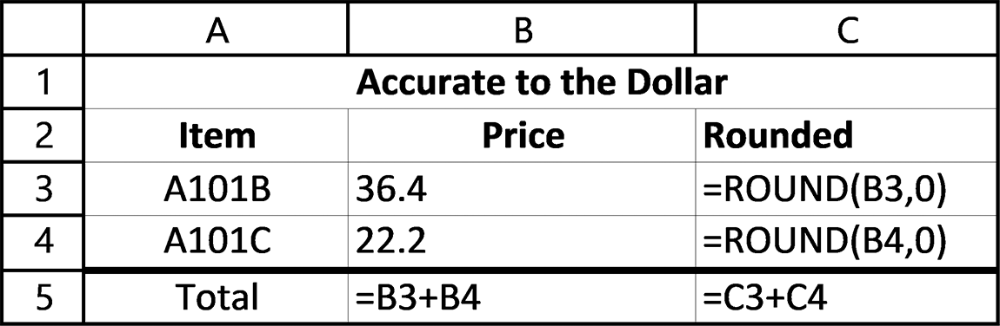 A B C
1 Accurate to the Dollar
2 Item Price Rounded
3 A101B 36.4 =ROUND(B3,0)
4 A101C 22.2 =ROUND(B4,0)
5 Total =B3+B4 =C3+C4